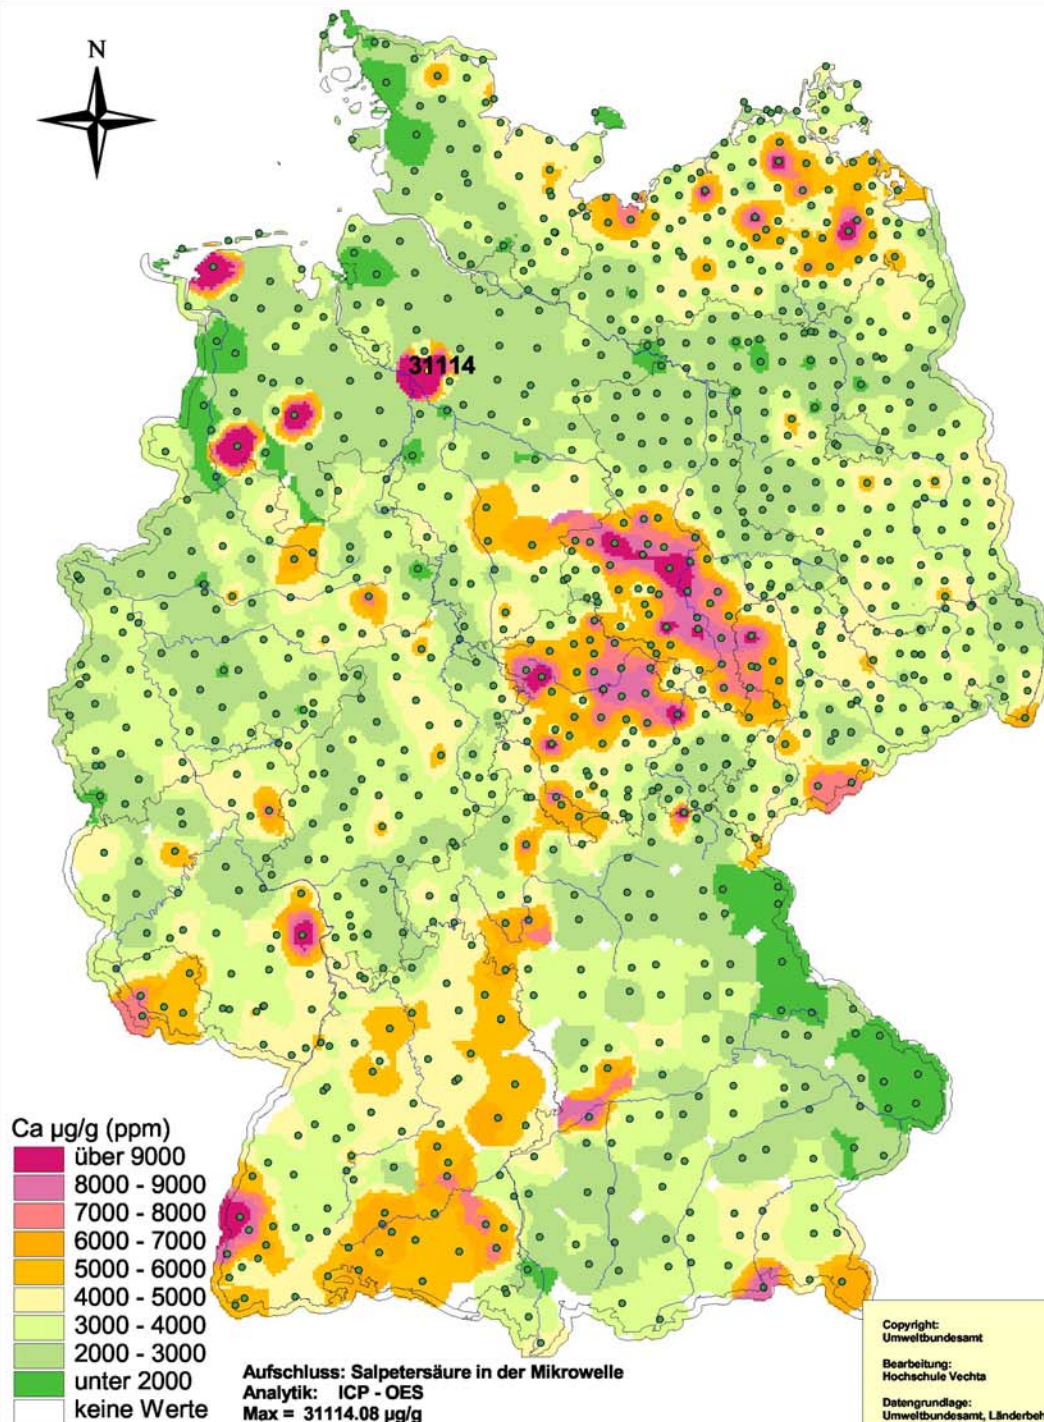 N
31114
Ca µg/g (ppm)
über 9000
8000 - 9000
7000 - 8000
6000 - 7000
5000 - 6000
4000 - 5000
3000 - 4000
2000 - 3000
unter 2000
keine Werte
Aufschluss: Salpetersäure in der Mikrowelle
Analytik: ICP - OES
Max = 31114.08 µg/g
Copyright:
Umweltbundesamt
Bearbeitung:
Hochschule Vechta
Datengrundlage:
Umweltbundesamt, Länderbeh